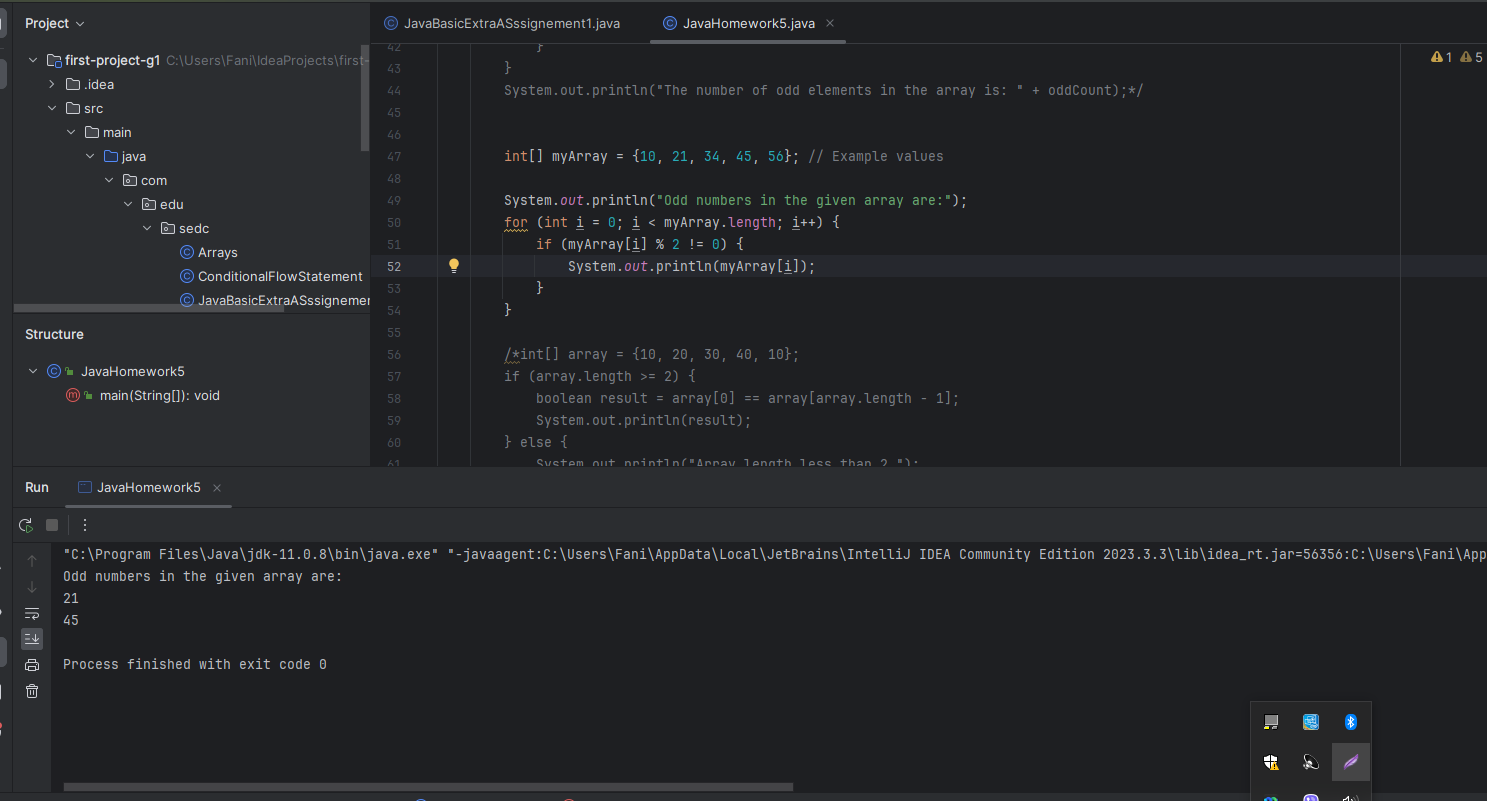 Project
JavaBasicExtraASssignement1.java
JavaHomework5.java
first-project-g1 C:\Users\Fani\IdeaProjects\first-
.idea
src
main
java
com
edu
sedc
Arrays
ConditionalFlowStatement
JavaBasicExtraASssignemen
Structure
JavaHomework5
main(String[]): void
1 5
42 }
43 }
44 System.out.println("The number of odd elements in the array is: " + oddCount);*/
45
46
47 int[] myArray = {10, 21, 34, 45, 56}; // Example values
48
49 System.out.println("Odd numbers in the given array are:");
50 for (int i = 0; i < myArray.length; i++) {
51 if (myArray[i] % 2 != 0) {
52 System.out.println(myArray[i]);
53 }
54 }
55
56 /*int[] array = {10, 20, 30, 40, 10};
57 if (array.length >= 2) {
58 boolean result = array[0] == array[array.length - 1];
59 System.out.println(result);
60 } else {
61 System.out.println("Array length less than 2.");
Run JavaHomework5
"C:\Program Files\Java\jdk-11.0.8\bin\java.exe" "-javaagent:C:\Users\Fani\AppData\Local\JetBrains\IntelliJ IDEA Community Edition 2023.3.3\lib\idea_rt.jar=56356:C:\Users\Fani\App
Odd numbers in the given array are:
21
45
Process finished with exit code 0